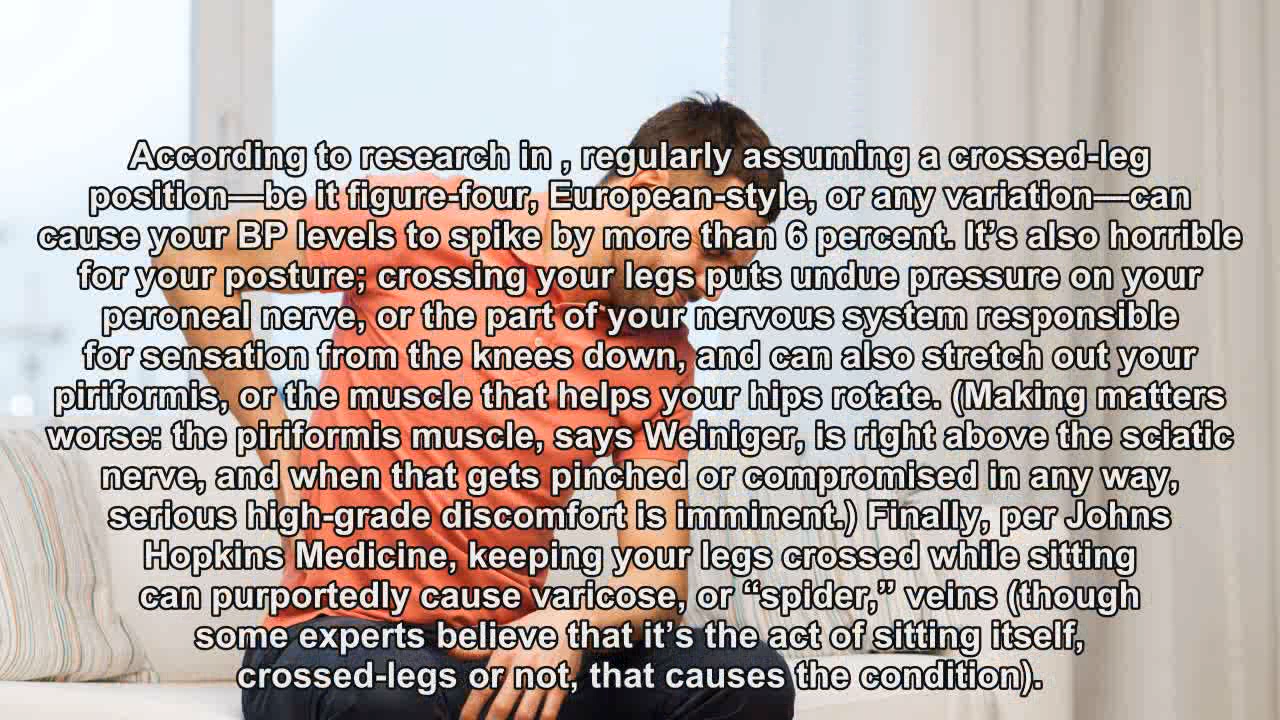 According to research in , regularly assuming a crossed-leg
position—be it figure-four, European-style, or any variation—can
cause your BP levels to spike by more than 6 percent. It’s also horrible
for your posture; crossing your legs puts undue pressure on your
peroneal nerve, or the part of your nervous system responsible
for sensation from the knees down, and can also stretch out your
piriformis, or the muscle that helps your hips rotate. (Making matters
worse: the piriformis muscle, says Weiniger, is right above the sciatic
nerve, and when that gets pinched or compromised in any way,
serious high-grade discomfort is imminent.) Finally, per Johns
Hopkins Medicine, keeping your legs crossed while sitting
can purportedly cause varicose, or “spider,” veins (though
some experts believe that it’s the act of sitting itself,
crossed-legs or not, that causes the condition).